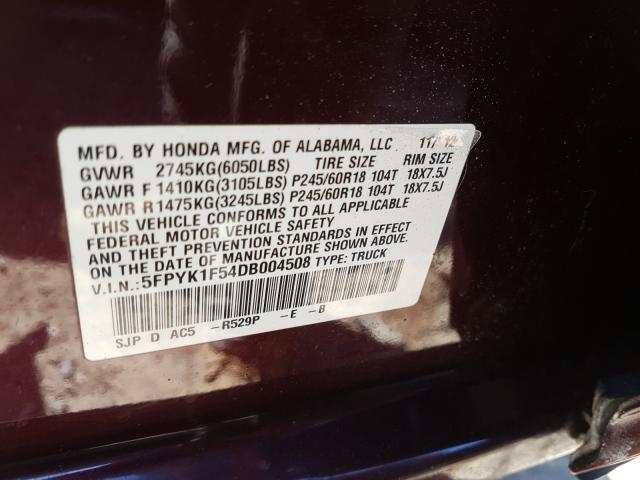 MFD. BY HONDA MFG. OF ALABAMA, LLC 11/12
GVWR 2745KG(6050LBS) TIRE SIZE RIM SIZE
GAWR F 1410KG(3105LBS) P245/60R18 104T 18X7.5J
GAWR R 1475KG(3245LBS) P245/60R18 104T 18X7.5J
THIS VEHICLE CONFORMS TO ALL APPLICABLE
FEDERAL MOTOR VEHICLE SAFETY
AND THEFT PREVENTION STANDARDS IN EFFECT
ON THE DATE OF MANUFACTURE SHOWN ABOVE.
V.I.N.:5FPYK1F54DB004508 TYPE: TRUCK
SJP D AC5 -R529P -E -B